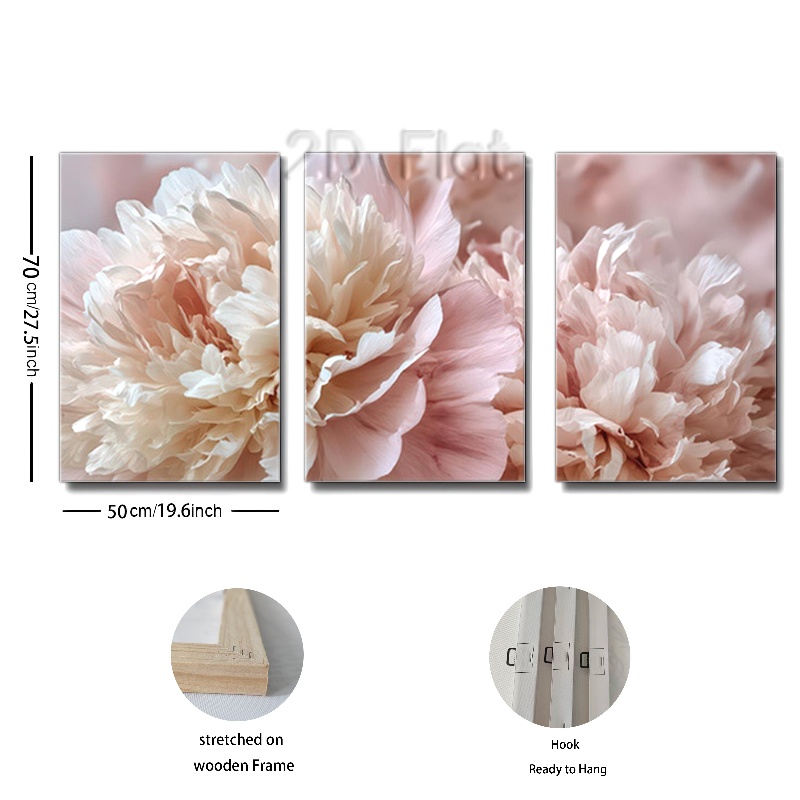 2D Flat
70 cm/27.5inch
50cm/19.6inch
stretched on
wooden Frame
Hook
Ready to Hang